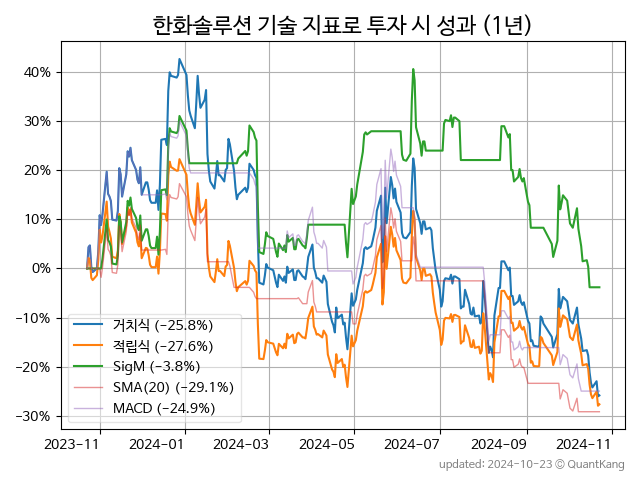 한화솔루션 기술 지표로 투자 시 성과 (1년)
40%
30%
20%
10%
0%
−10%
−20%
−30%
거치식 (−25.8%)
적립식 (−27.6%)
SigM (−3.8%)
SMA(20) (−29.1%)
MACD (−24.9%)
2023-11
2024-01
2024-03
2024-05
2024-07
2024-09
2024-11
updated: 2024-10-23 © QuantKang